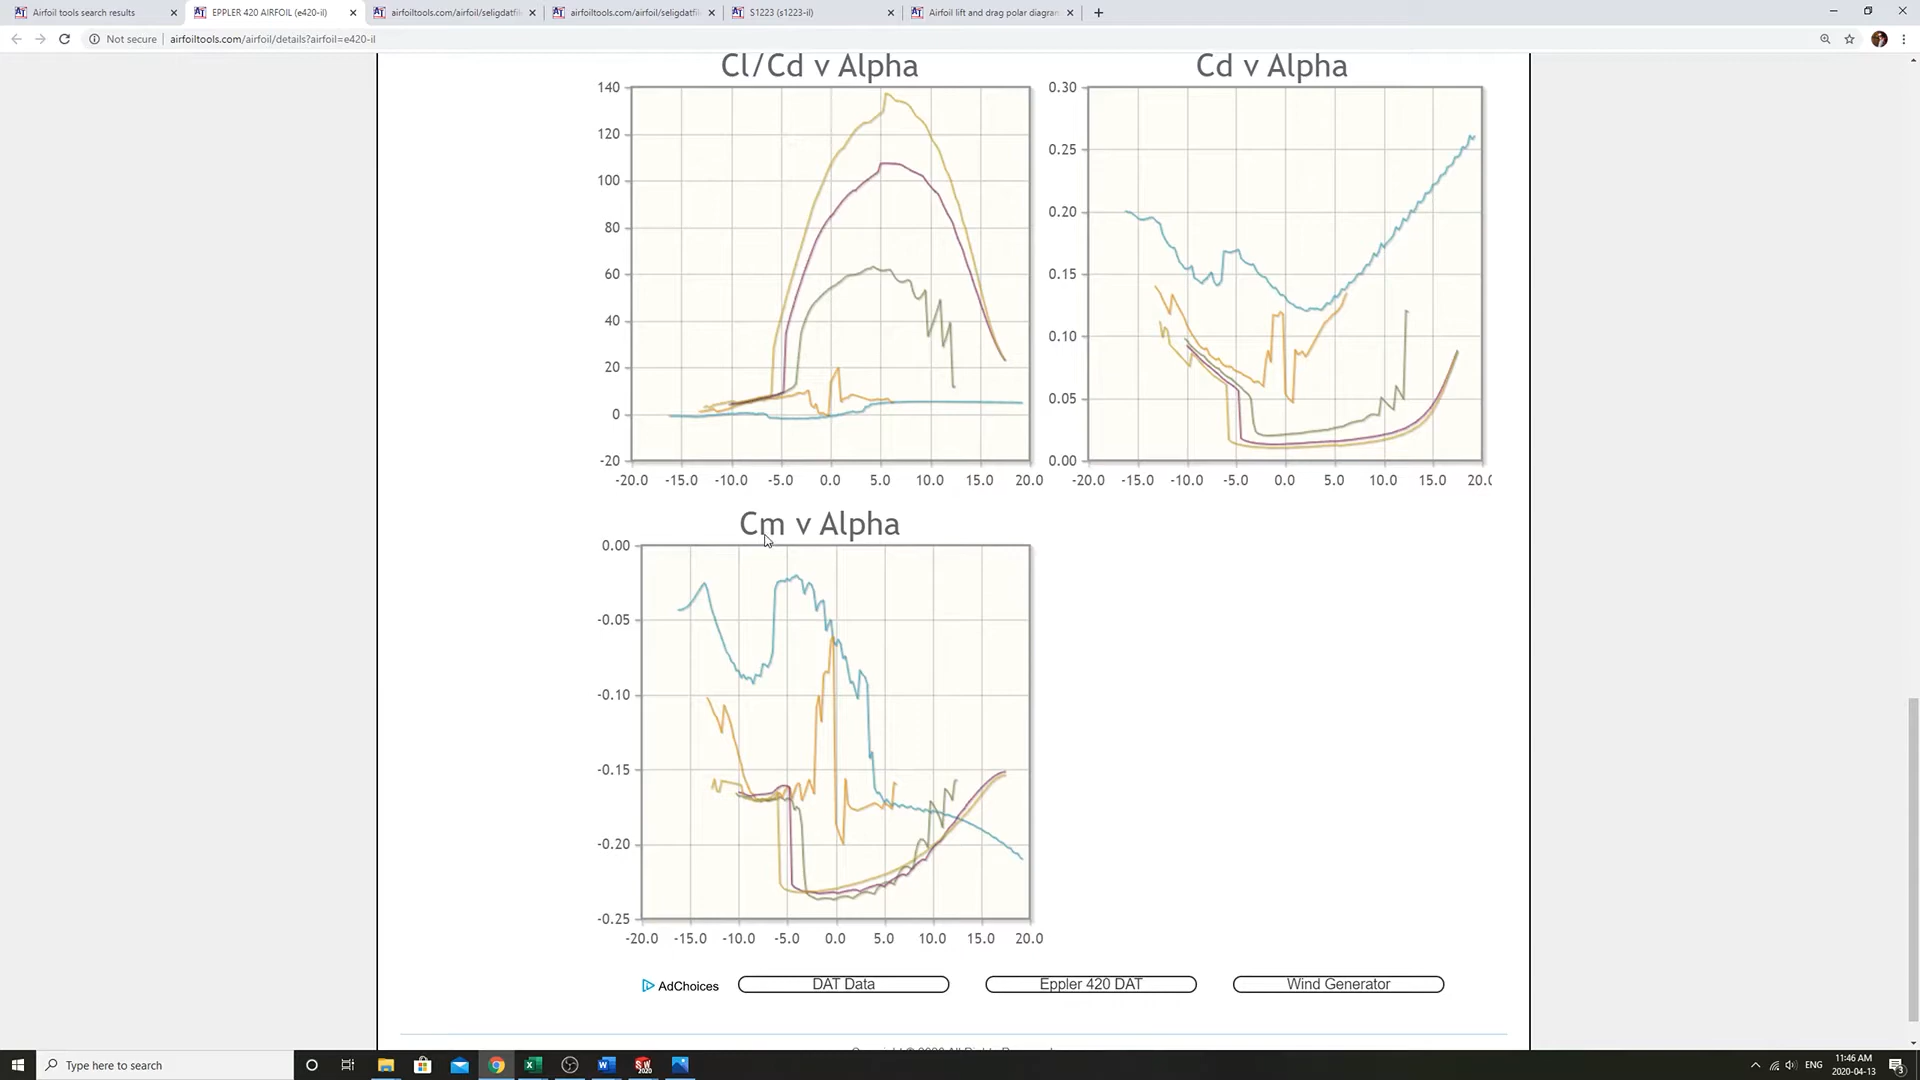 Airfoil tools search results
EPPLER 420 AIRFOIL (e420-il)
airfoiltools.com/airfoil/seligdatfil
airfoiltools.com/airfoil/seligdatfil
S1223 (s1223-il)
Airfoil lift and drag polar diagram
Not secure
airfoiltools.com/airfoil/details?airfoil=e420-il
Cl/Cd v Alpha
140
120
100
80
60
40
20
0
-20
-20.0 -15.0 -10.0 -5.0 0.0 5.0 10.0 15.0 20.0
Cd v Alpha
0.30
0.25
0.20
0.15
0.10
0.05
0.00
-20.0 -15.0 -10.0 -5.0 0.0 5.0 10.0 15.0 20.0
Cm v Alpha
0.00
-0.05
-0.10
-0.15
-0.20
-0.25
-20.0 -15.0 -10.0 -5.0 0.0 5.0 10.0 15.0 20.0
AdChoices
DAT Data
Eppler 420 DAT
Wind Generator
Type here to search
ENG
11:46 AM
2020-04-13